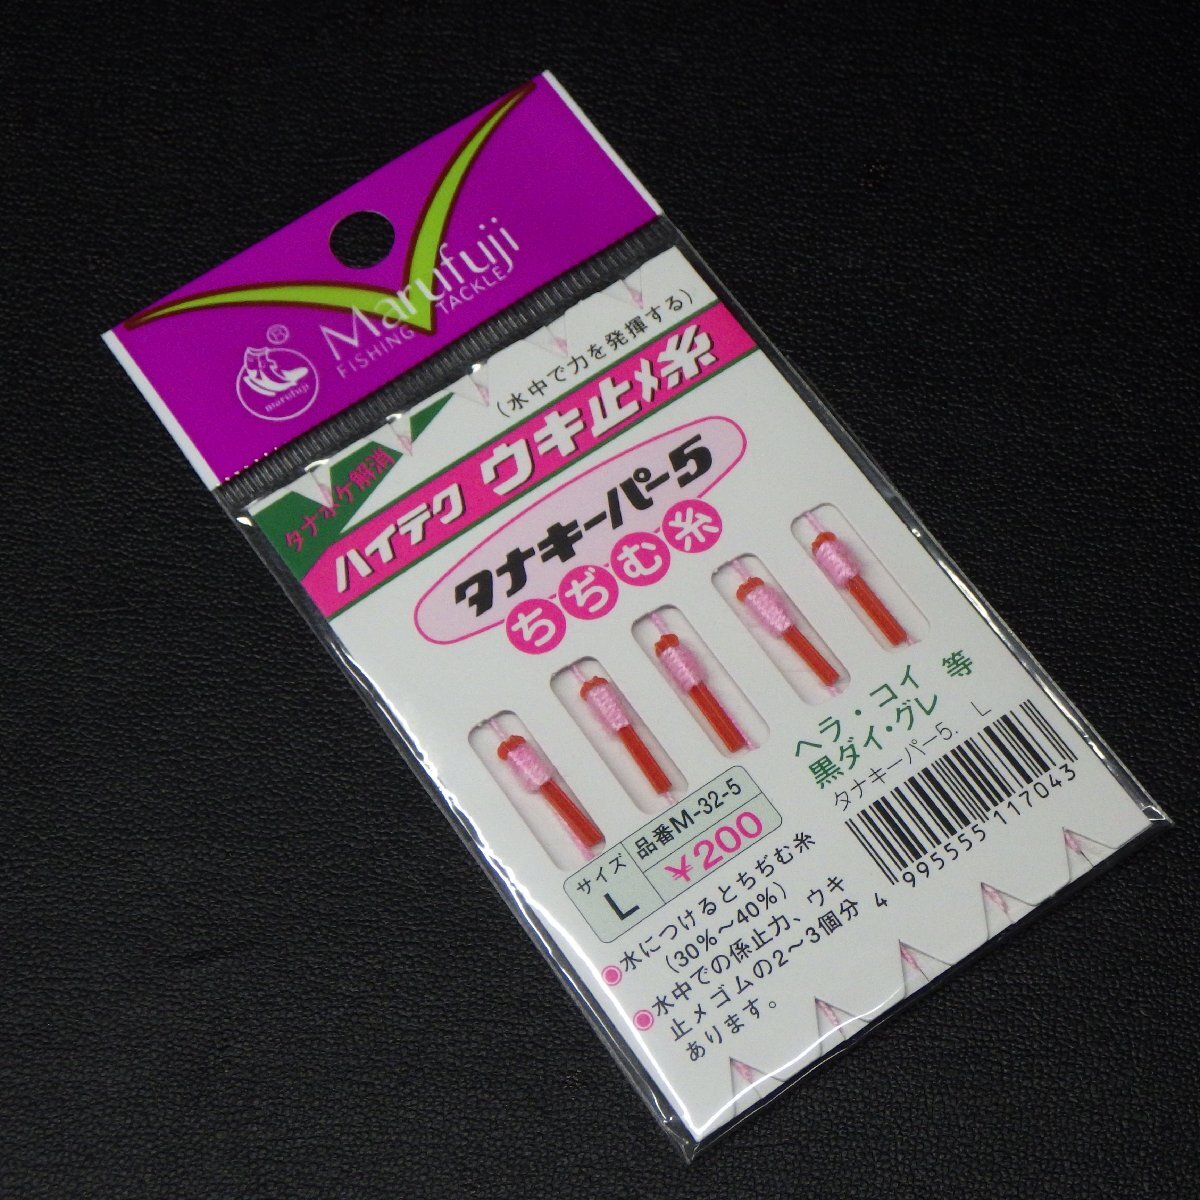 Marufuji
FISHING TACKLE
®
marufuji
(水中で力を発揮する)
タナボケ解消
ハイテク ウキ止メ糸
タナキーパー5
ちぢむ糸
ヘラ・コイ
黒ダイ・グレ 等
タナキーパー5. L
サイズ
L
品番M-32-5
¥200
4 995555 117043
水につけるとちぢむ糸
(30%～40%)
水中での係止力、ウキ
止メゴムの2～3個分
あります。